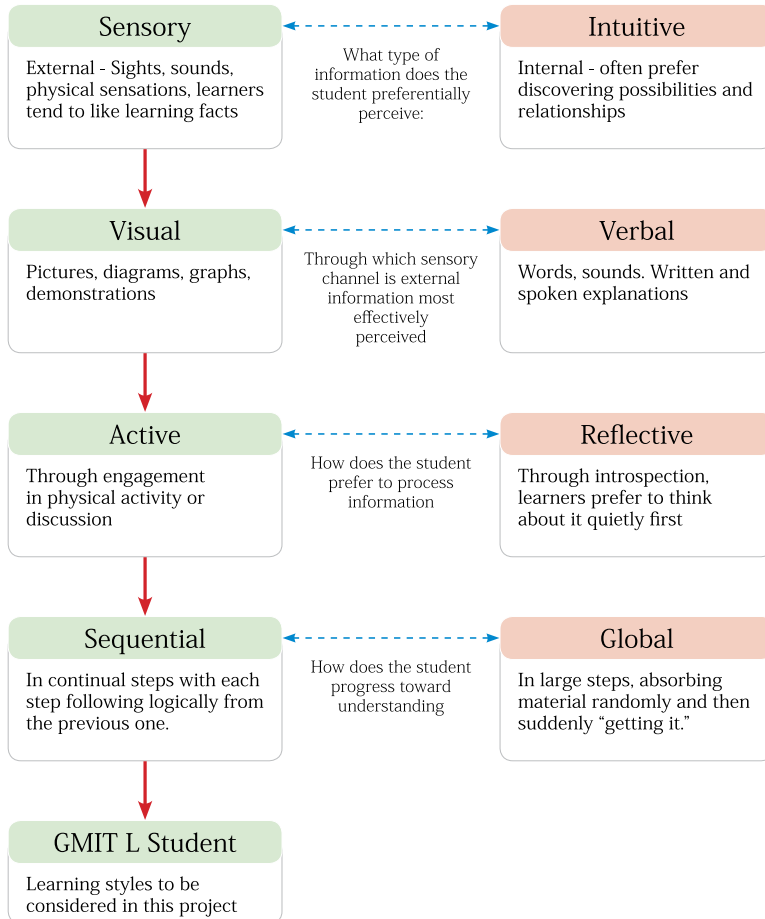 Sensory
External - Sights, sounds,
physical sensations, learners
tend to like learning facts
What type of
information does the
student preferentially
perceive:
Intuitive
Internal - often prefer
discovering possibilities and
relationships
Visual
Pictures, diagrams, graphs,
demonstrations
Through which sensory
channel is external
information most
effectively
perceived
Verbal
Words, sounds. Written and
spoken explanations
Active
Through engagement
in physical activity or
discussion
How does the student
prefer to process
information
Reflective
Through introspection,
learners prefer to think
about it quietly first
Sequential
In continual steps with each
step following logically from
the previous one.
How does the student
progress toward
understanding
Global
In large steps, absorbing
material randomly and then
suddenly “getting it.”
GMIT L Student
Learning styles to be
considered in this project